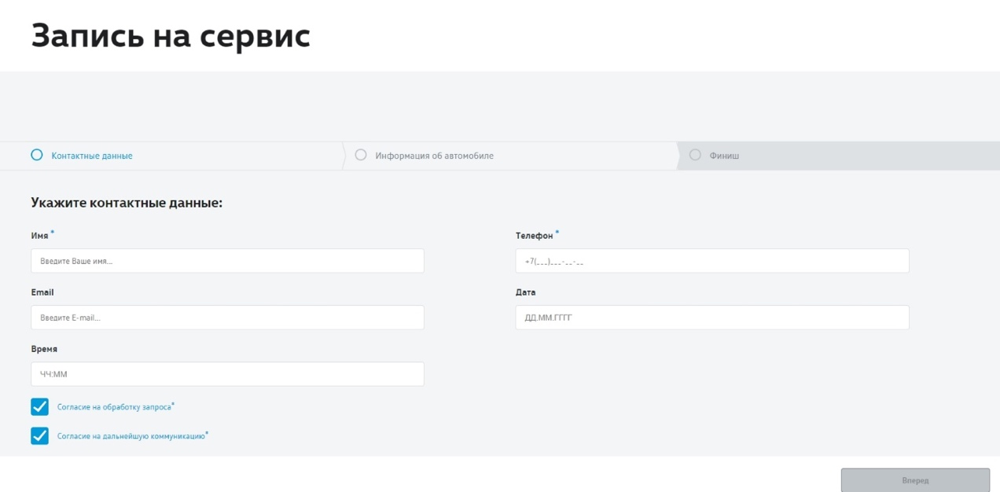 Запись на сервис
Контактные данные
Информация об автомобиле
Финиш
Укажите контактные данные:
Имя *
Телефон *
Введите Ваше имя...
+7(___)___-__-__
Email
Дата
Введите E-mail...
ДД.ММ.ГГГГ
Время
ЧЧ:ММ
Согласие на обработку запроса*
Согласие на дальнейшую коммуникацию*
Вперед